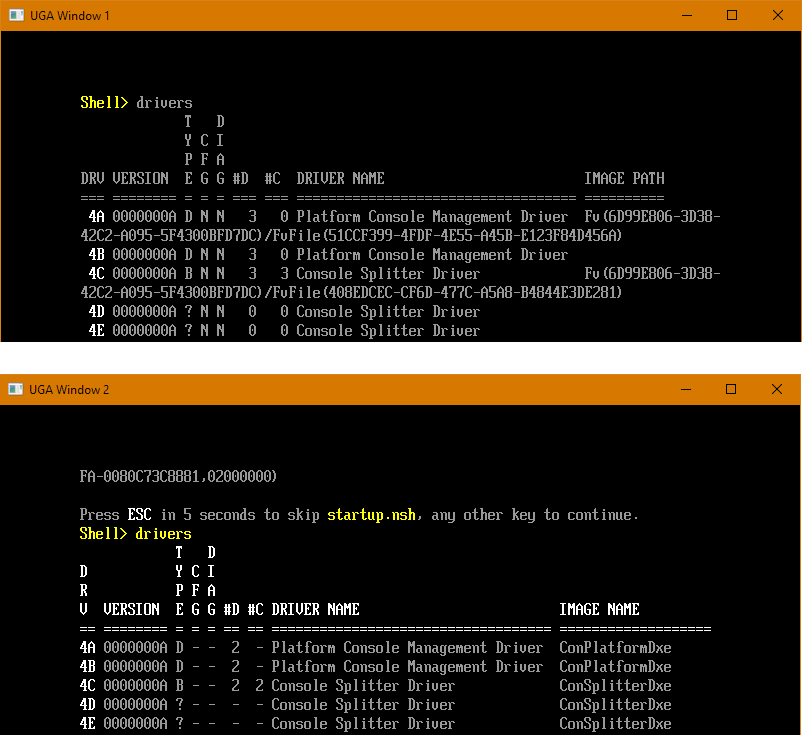 UGA Window 1
Shell> drivers
T   D
Y C I
P F A
DRV VERSION  E G G #D  #C  DRIVER NAME                         IMAGE PATH
=== ======== = = = === === =================================== ==========
 4A 0000000A D N N   3   0 Platform Console Management Driver  Fv(6D99E806-3D38-
42C2-A095-5F4300BFD7DC)/FvFile(51CCF399-4FDF-4E55-A45B-E123F84D456A)
 4B 0000000A D N N   3   0 Platform Console Management Driver
 4C 0000000A B N N   3   3 Console Splitter Driver             Fv(6D99E806-3D38-
42C2-A095-5F4300BFD7DC)/FvFile(408EDCEC-CF6D-477C-A5A8-B4844E3DE281)
 4D 0000000A ? N N   0   0 Console Splitter Driver
 4E 0000000A ? N N   0   0 Console Splitter Driver
UGA Window 2
FA-0080C73C8881,02000000)
Press ESC in 5 seconds to skip startup.nsh, any other key to continue.
Shell> drivers
T   D
D           Y C I
R           P F A
V  VERSION  E G G #D #C DRIVER NAME                         IMAGE NAME
== ======== = = = == == =================================== ===================
4A 0000000A D - -  2  - Platform Console Management Driver  ConPlatformDxe
4B 0000000A D - -  2  - Platform Console Management Driver  ConPlatformDxe
4C 0000000A B - -  2  2 Console Splitter Driver             ConSplitterDxe
4D 0000000A ? - -  -  - Console Splitter Driver             ConSplitterDxe
4E 0000000A ? - -  -  - Console Splitter Driver             ConSplitterDxe